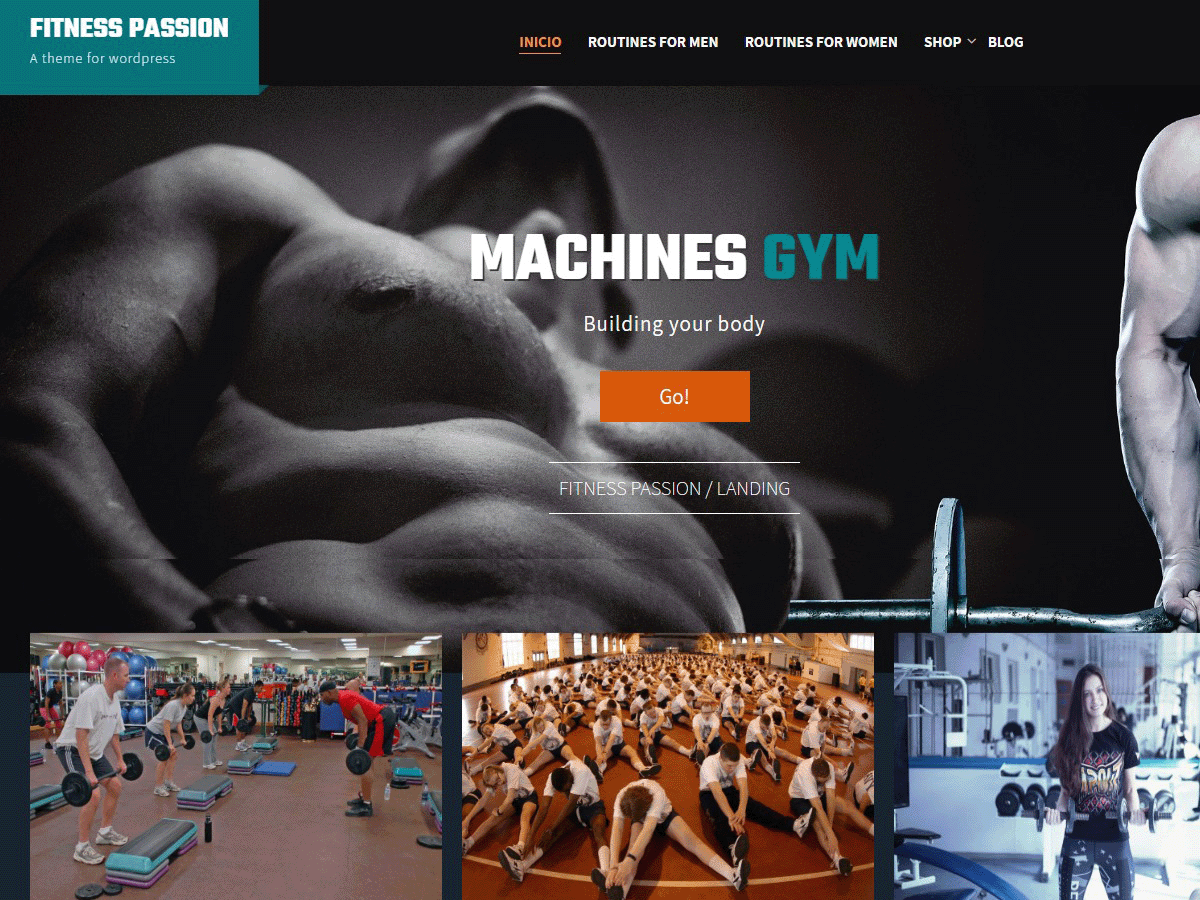 FITNESS PASSION
A theme for wordpress
INICIO ROUTINES FOR MEN ROUTINES FOR WOMEN SHOP BLOG
MACHINES GYM
Building your body
Go!
FITNESS PASSION / LANDING